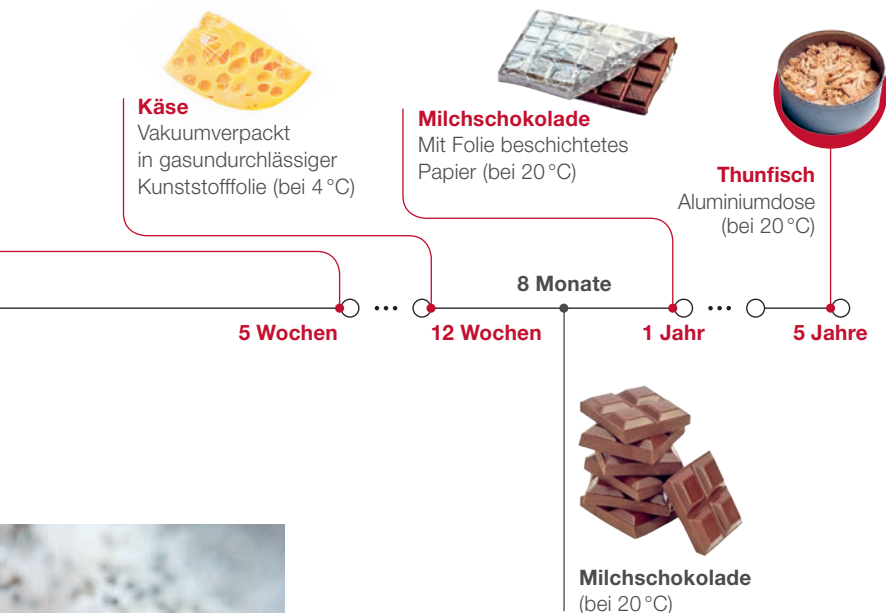 Käse
Vakuumverpackt
in gasundurchlässiger
Kunststofffolie (bei 4 °C)
Milchschokolade
Mit Folie beschichtetes
Papier (bei 20 °C)
Thunfisch
Aluminiumdose
(bei 20 °C)
8 Monate
5 Wochen
12 Wochen
1 Jahr
5 Jahre
Milchschokolade
(bei 20 °C)